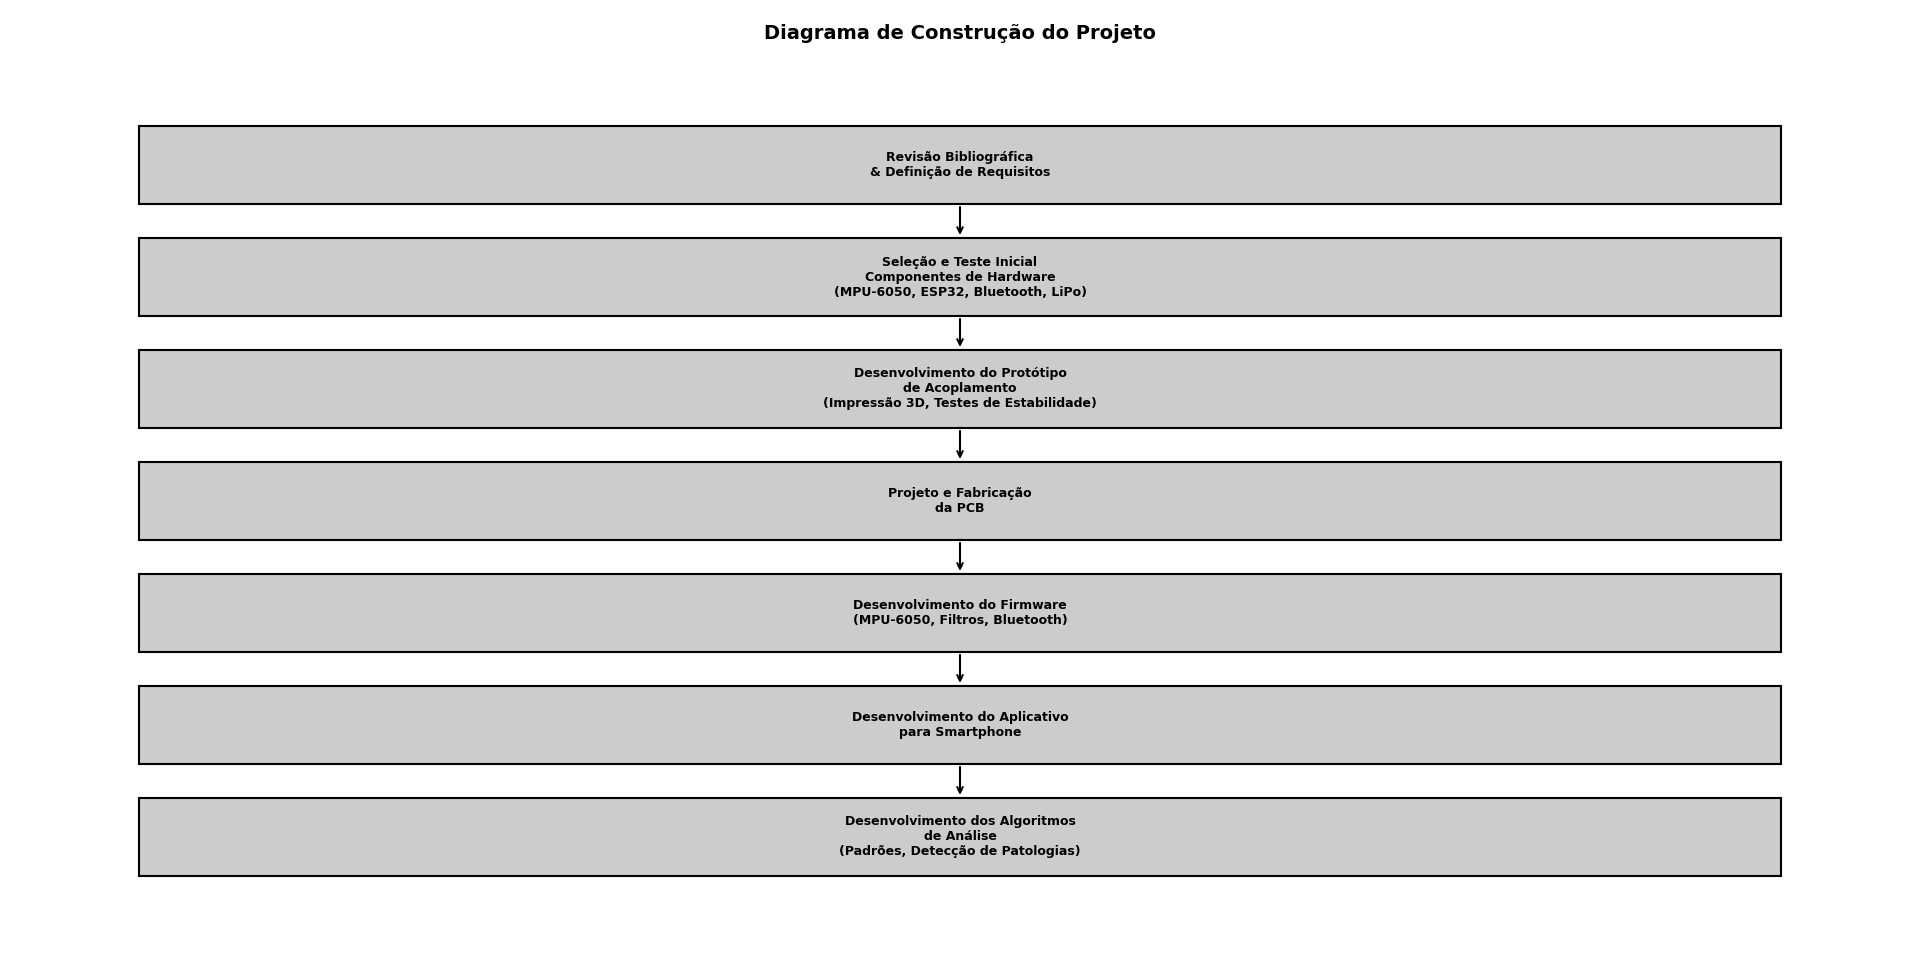 Diagrama de Construção do Projeto
Revisão Bibliográfica
& Definição de Requisitos
Seleção e Teste Inicial
Componentes de Hardware
(MPU-6050, ESP32, Bluetooth, LiPo)
Desenvolvimento do Protótipo
de Acoplamento
(Impressão 3D, Testes de Estabilidade)
Projeto e Fabricação
da PCB
Desenvolvimento do Firmware
(MPU-6050, Filtros, Bluetooth)
Desenvolvimento do Aplicativo
para Smartphone
Desenvolvimento dos Algoritmos
de Análise
(Padrões, Detecção de Patologias)